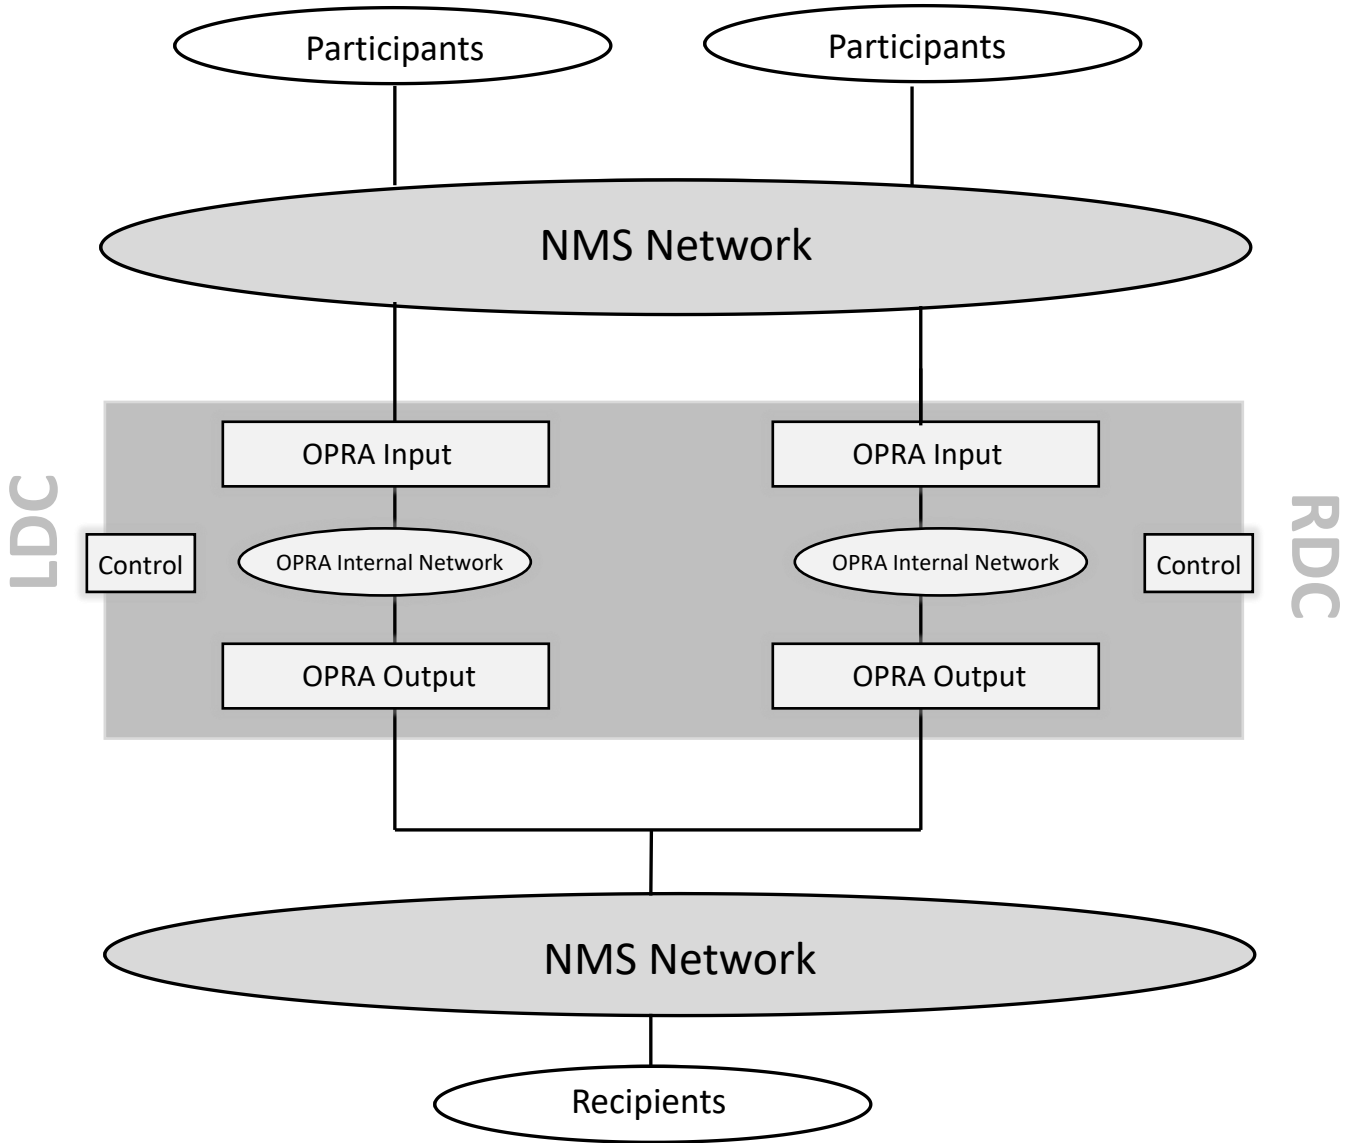 Participants
Participants
NMS Network
OPRA Input
OPRA Input
LDC
Control
OPRA Internal Network
OPRA Internal Network
Control
RDC
OPRA Output
OPRA Output
NMS Network
Recipients